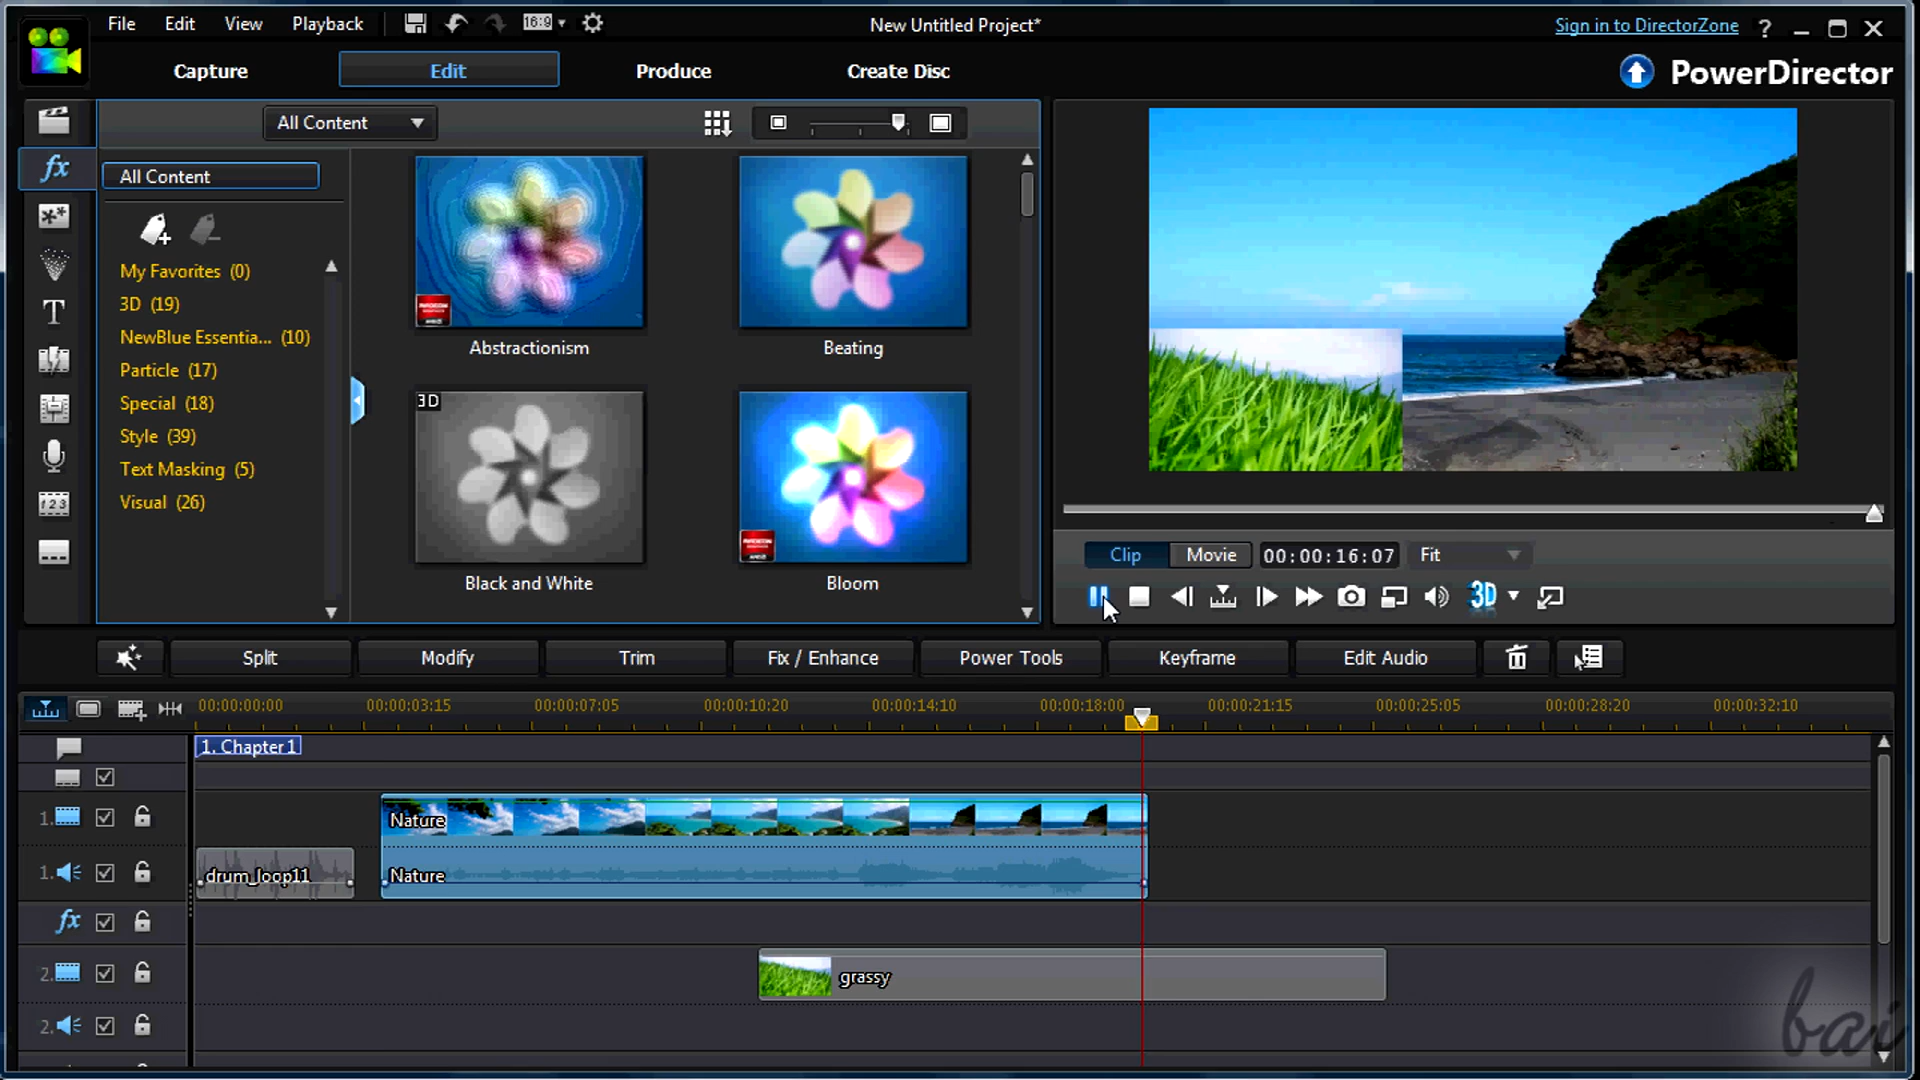 File Edit View Playback 16:9 New Untitled Project* Sign in to DirectorZone ?
Capture Edit Produce Create Disc PowerDirector
All Content
fx All Content
My Favorites (0)
3D (19)
NewBlue Essentia... (10)
Particle (17)
Special (18)
Style (39)
Text Masking (5)
Visual (26)
T
1 2 3
Abstractionism Beating
3D
Black and White Bloom
Clip Movie 00:00:16:07 Fit
3D
Split Modify Trim Fix / Enhance Power Tools Keyframe Edit Audio
00:00:00:00 00:00:03:15 00:00:07:05 00:00:10:20 00:00:14:10 00:00:18:00 00:00:21:15 00:00:25:05 00:00:28:20 00:00:32:10
1. Chapter 1
1. Nature
1. drum_loop11 Nature
fx
2. grassy
2.
bai